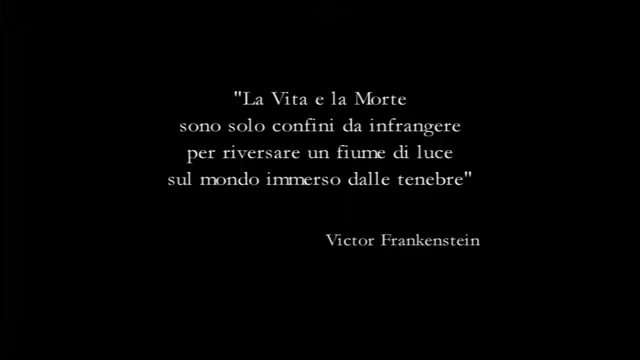 "La Vita e la Morte
sono solo confini da infrangere
per riversare un fiume di luce
sul mondo immerso dalle tenebre"
Victor Frankenstein